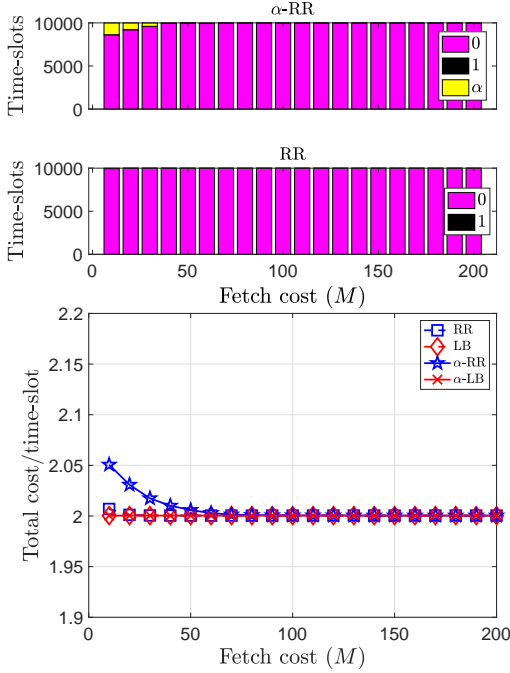 α-RR
Time-slots
10000
5000
0
0
1
α
RR
Time-slots
10000
5000
0
0
1
0 50 100 150 200
Fetch cost (M)
Total cost/time-slot
2.2
2.15
2.1
2.05
2
1.95
1.9
RR
LB
α-RR
α-LB
0 50 100 150 200
Fetch cost (M)